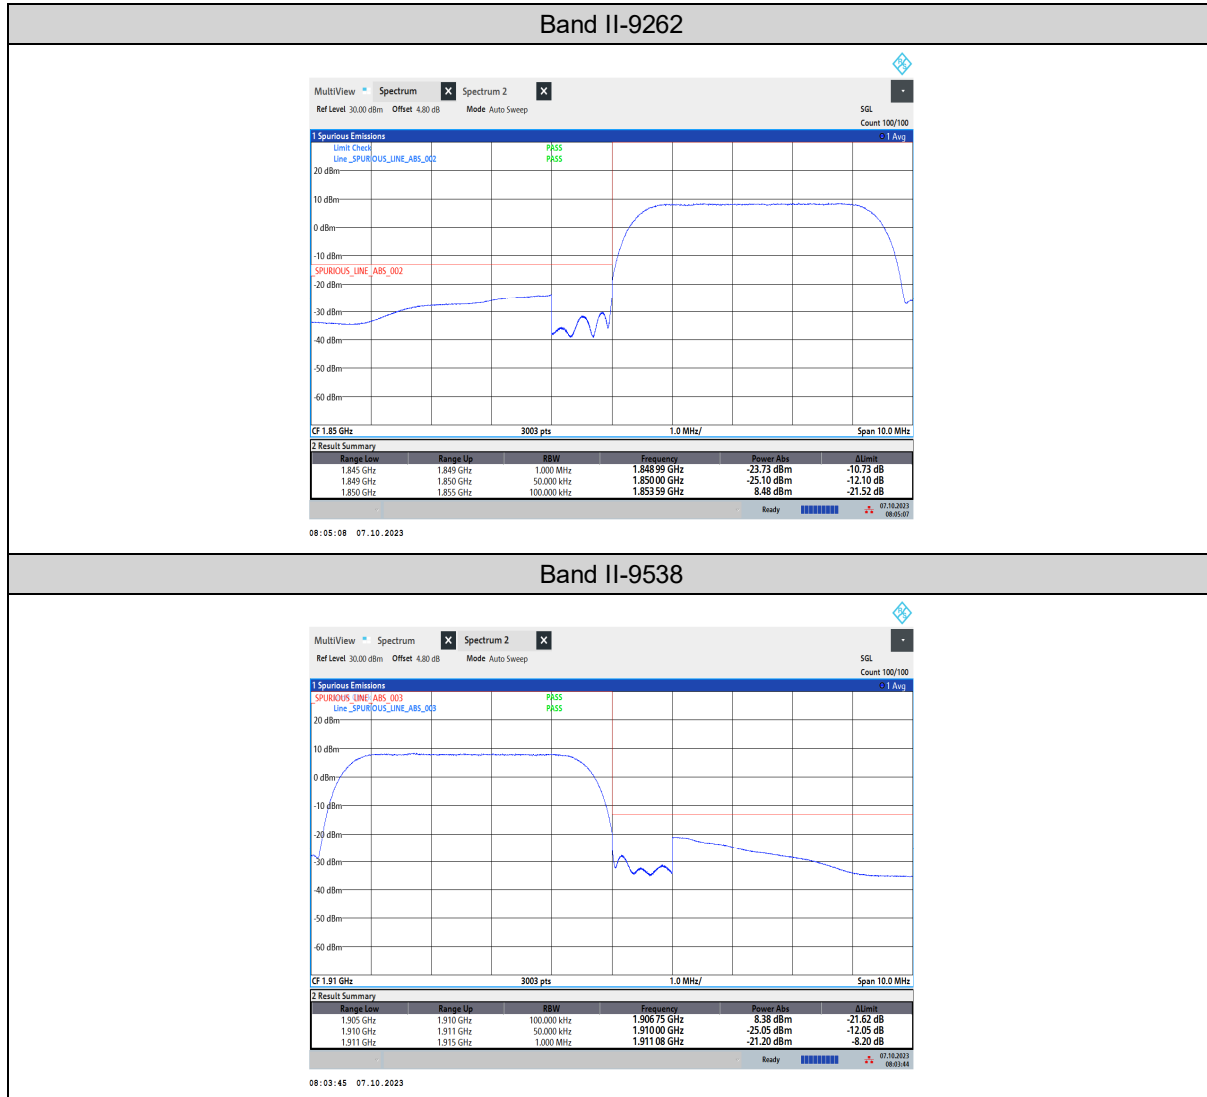 Band II-9262
MultiView Spectrum X Spectrum 2 X
Ref Level 30.00 dBm Offset 4.80 dB Mode Auto Sweep SGL
Count 100/100
1 Spurious Emissions 1 Avg
Limit Check PASS
Line _SPURIOUS_LINE_ABS_002 PASS
20 dBm
10 dBm
0 dBm
-10 dBm
_SPURIOUS_LINE_ABS_002
-20 dBm
-30 dBm
-40 dBm
-50 dBm
-60 dBm
CF 1.85 GHz 3003 pts 1.0 MHz/ Span 10.0 MHz
2 Result Summary
Range Low Range Up RBW Frequency Power Abs ΔLimit
1.845 GHz 1.849 GHz 1.000 MHz 1.848 99 GHz -23.73 dBm -10.73 dB
1.849 GHz 1.850 GHz 50.000 kHz 1.850 00 GHz -25.10 dBm -12.10 dB
1.850 GHz 1.855 GHz 100.000 kHz 1.853 59 GHz 8.48 dBm -21.52 dB
Ready 07.10.2023
08:05:07
08:05:08 07.10.2023
Band II-9538
MultiView Spectrum X Spectrum 2 X
Ref Level 30.00 dBm Offset 4.80 dB Mode Auto Sweep SGL
Count 100/100
1 Spurious Emissions 1 Avg
_SPURIOUS_LINE_ABS_003 PASS
Line _SPURIOUS_LINE_ABS_003 PASS
20 dBm
10 dBm
0 dBm
-10 dBm
-20 dBm
-30 dBm
-40 dBm
-50 dBm
-60 dBm
CF 1.91 GHz 3003 pts 1.0 MHz/ Span 10.0 MHz
2 Result Summary
Range Low Range Up RBW Frequency Power Abs ΔLimit
1.905 GHz 1.910 GHz 100.000 kHz 1.906 75 GHz 8.38 dBm -21.62 dB
1.910 GHz 1.911 GHz 50.000 kHz 1.910 00 GHz -25.05 dBm -12.05 dB
1.911 GHz 1.915 GHz 1.000 MHz 1.911 08 GHz -21.20 dBm -8.20 dB
Ready 07.10.2023
08:03:44
08:03:45 07.10.2023